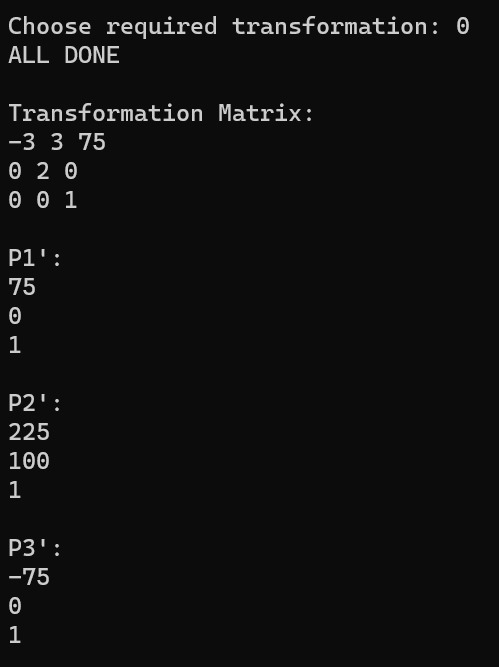 Choose required transformation: 0
ALL DONE
Transformation Matrix:
-3 3 75
0 2 0
0 0 1
P1':
75
0
1
P2':
225
100
1
P3':
-75
0
1